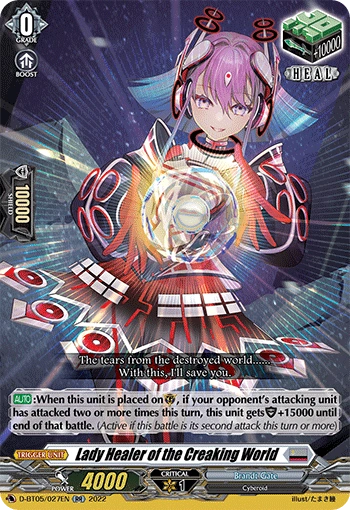 0
GRADE
BOOST
+10000
HEAL
10000
SHIELD
The tears from the destroyed world......
With this, I'll save you.
AUTO:When this unit is placed on G, if your opponent's attacking unit
has attacked two or more times this turn, this unit gets +15000 until
end of that battle. (Active if this battle is its second attack this turn or more)
TRIGGER UNIT
Lady Healer of the Creaking World
POWER 4000
CRITICAL
1
Brandt Gate
Cyberoid
D-BT05/027EN 2022
illust/たまき織